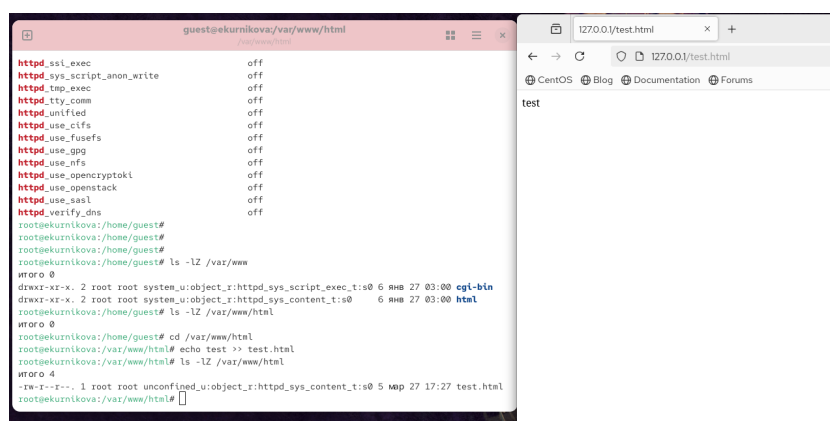 guest@ekurnikova:/var/www/html
/var/www/html
httpd_ssi_exec off
httpd_sys_script_anon_write off
httpd_tmp_exec off
httpd_tty_comm off
httpd_unified off
httpd_use_cifs off
httpd_use_fusefs off
httpd_use_gpg off
httpd_use_nfs off
httpd_use_opencryptoki off
httpd_use_openstack off
httpd_use_sasl off
httpd_verify_dns off
root@ekurnikova:/home/guest#
root@ekurnikova:/home/guest#
root@ekurnikova:/home/guest# ls -lZ /var/www
итого 0
drwxr-xr-x. 2 root root system_u:object_r:httpd_sys_script_exec_t:s0 6 янв 27 03:00 cgi-bin
drwxr-xr-x. 2 root root system_u:object_r:httpd_sys_content_t:s0 6 янв 27 03:00 html
root@ekurnikova:/home/guest# ls -lZ /var/www/html
итого 0
root@ekurnikova:/home/guest# cd /var/www/html
root@ekurnikova:/var/www/html# echo test >> test.html
root@ekurnikova:/var/www/html# ls -lZ /var/www/html
итого 4
-rw-r--r--. 1 root root unconfined_u:object_r:httpd_sys_content_t:s0 5 мар 27 17:27 test.html
root@ekurnikova:/var/www/html#
127.0.0.1/test.html
127.0.0.1/test.html
CentOS Blog Documentation Forums
test